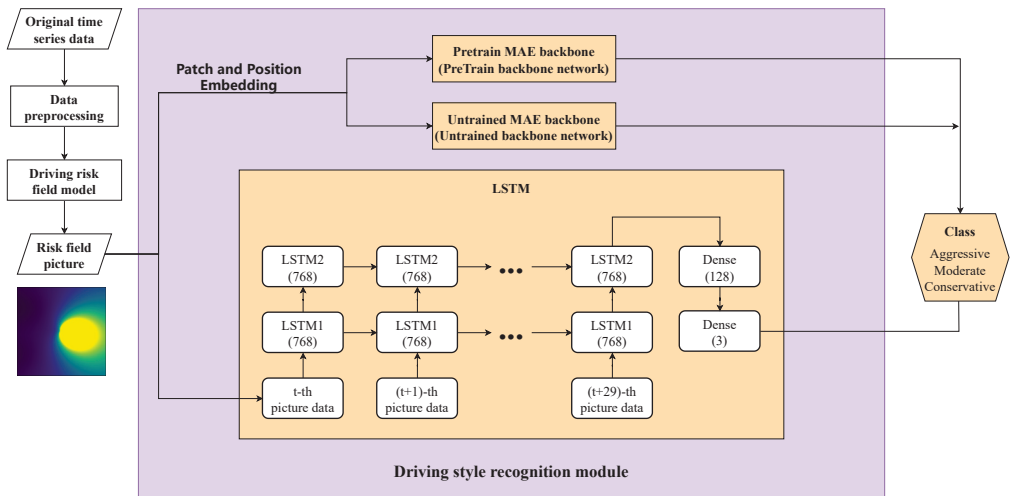 Original time
series data
Data
preprocessing
Driving risk
field model
Risk field
picture
Patch and Position
Embedding
Pretrain MAE backbone
(PreTrain backbone network)
Untrained MAE backbone
(Untrained backbone network)
LSTM
LSTM2
(768)
LSTM2
(768)
•••
LSTM2
(768)
Dense
(128)
LSTM1
(768)
LSTM1
(768)
•••
LSTM1
(768)
Dense
(3)
t-th
picture data
(t+1)-th
picture data
(t+29)-th
picture data
Class
Aggressive
Moderate
Conservative
Driving style recognition module